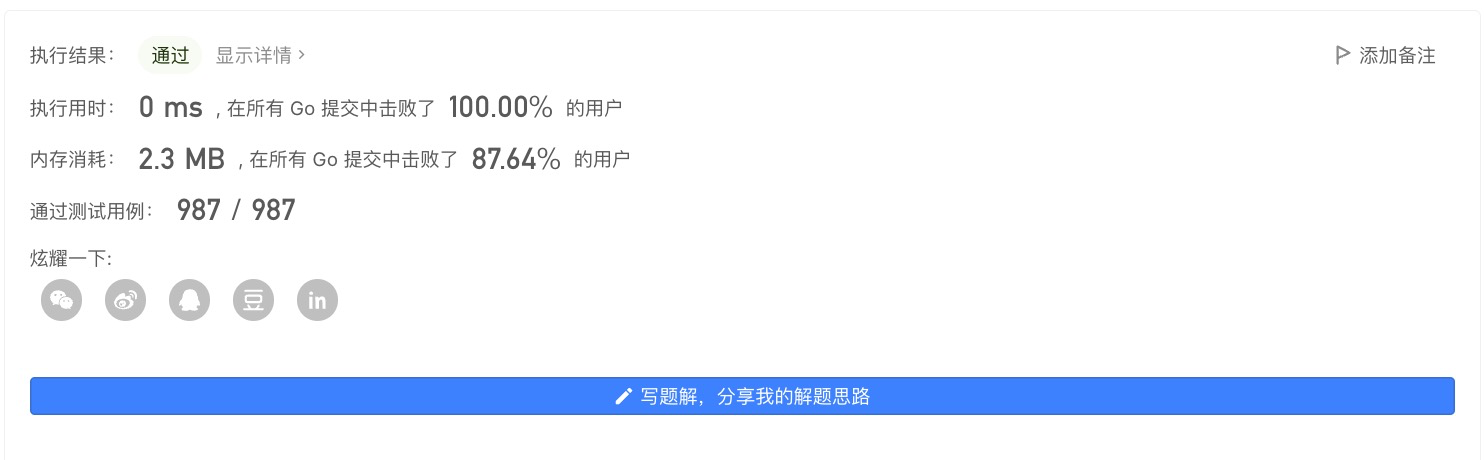 执行结果： 通过 显示详情 > 添加备注
执行用时： 0 ms , 在所有 Go 提交中击败了 100.00% 的用户
内存消耗： 2.3 MB , 在所有 Go 提交中击败了 87.64% 的用户
通过测试用例： 987 / 987
炫耀一下:
豆 in
写题解，分享我的解题思路